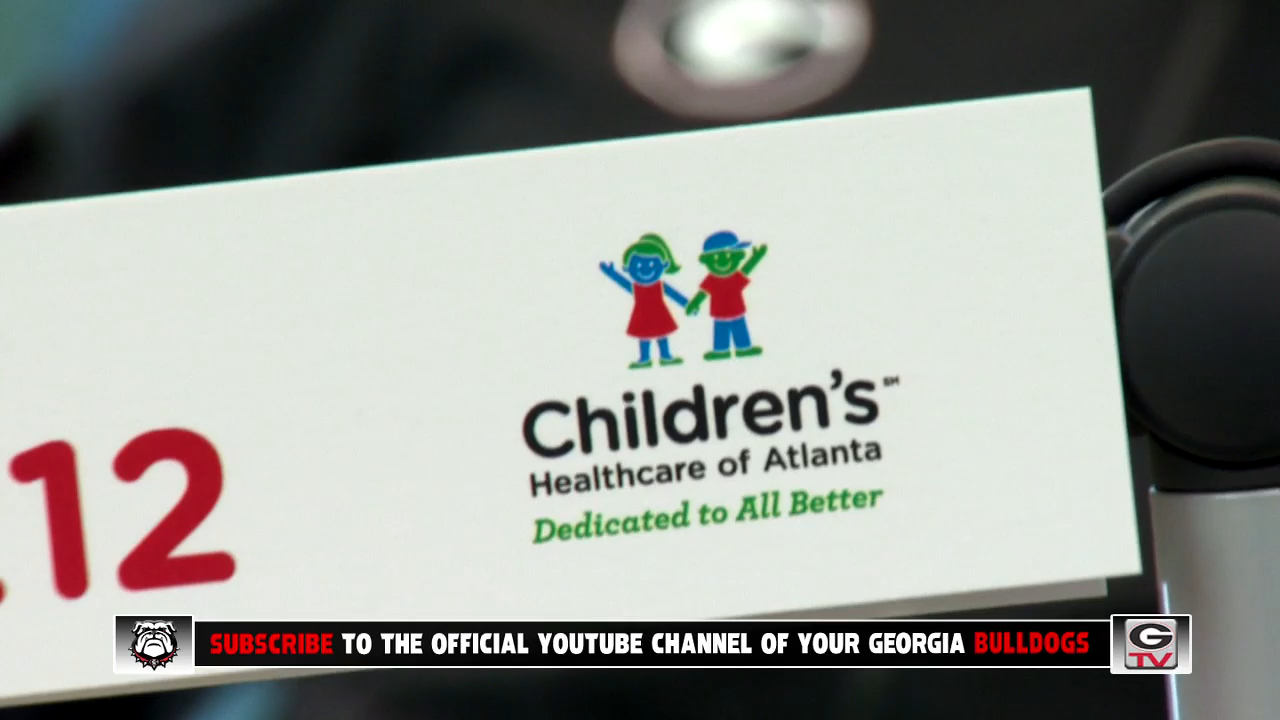 Children's℠
Healthcare of Atlanta
Dedicated to All Better
.12
SUBSCRIBE TO THE OFFICIAL YOUTUBE CHANNEL OF YOUR GEORGIA BULLDOGS
G
TV